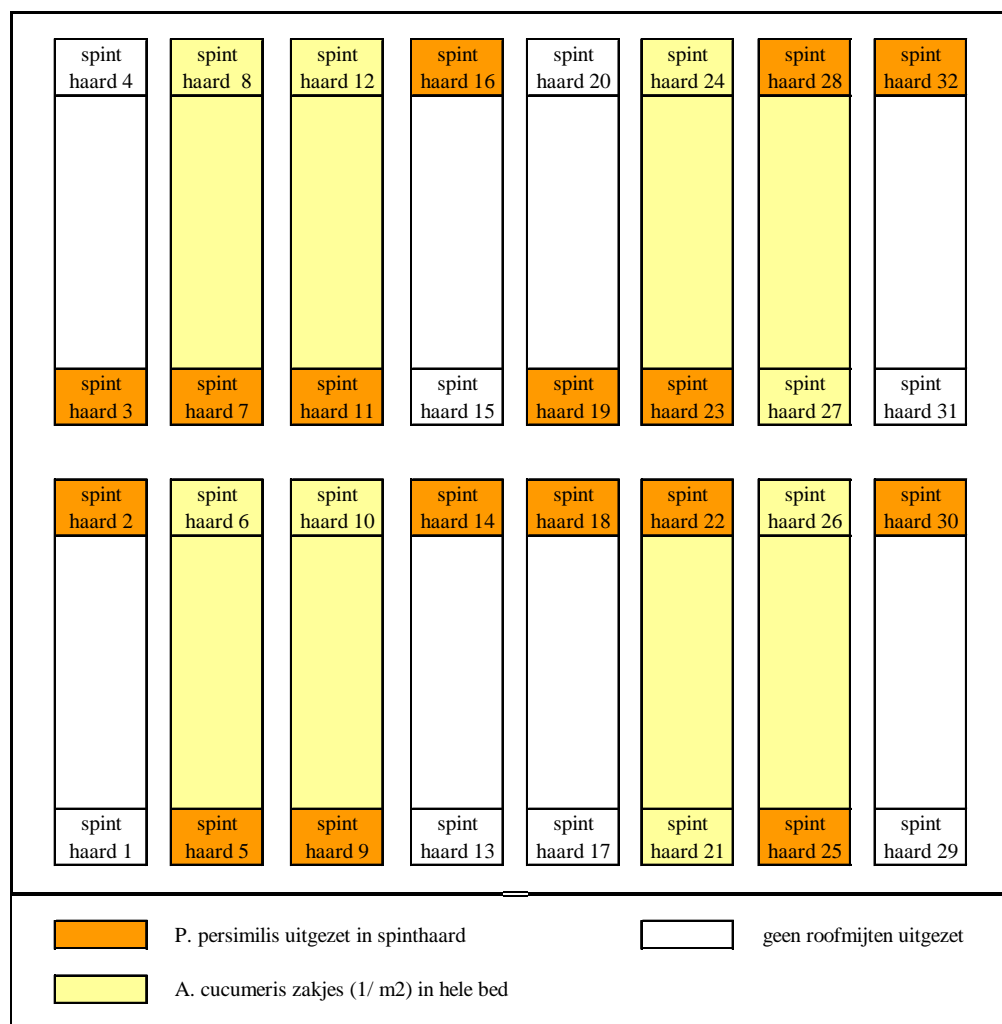 spint spint spint spint spint spint spint spint
haard 4 haard 8 haard 12 haard 16 haard 20 haard 24 haard 28 haard 32
spint spint spint spint spint spint spint spint
haard 3 haard 7 haard 11 haard 15 haard 19 haard 23 haard 27 haard 31
spint spint spint spint spint spint spint spint
haard 2 haard 6 haard 10 haard 14 haard 18 haard 22 haard 26 haard 30
spint spint spint spint spint spint spint spint
haard 1 haard 5 haard 9 haard 13 haard 17 haard 21 haard 25 haard 29
P. persimilis uitgezet in spinthaard geen roofmijten uitgezet
A. cucumeris zakjes (1/ m2) in hele bed